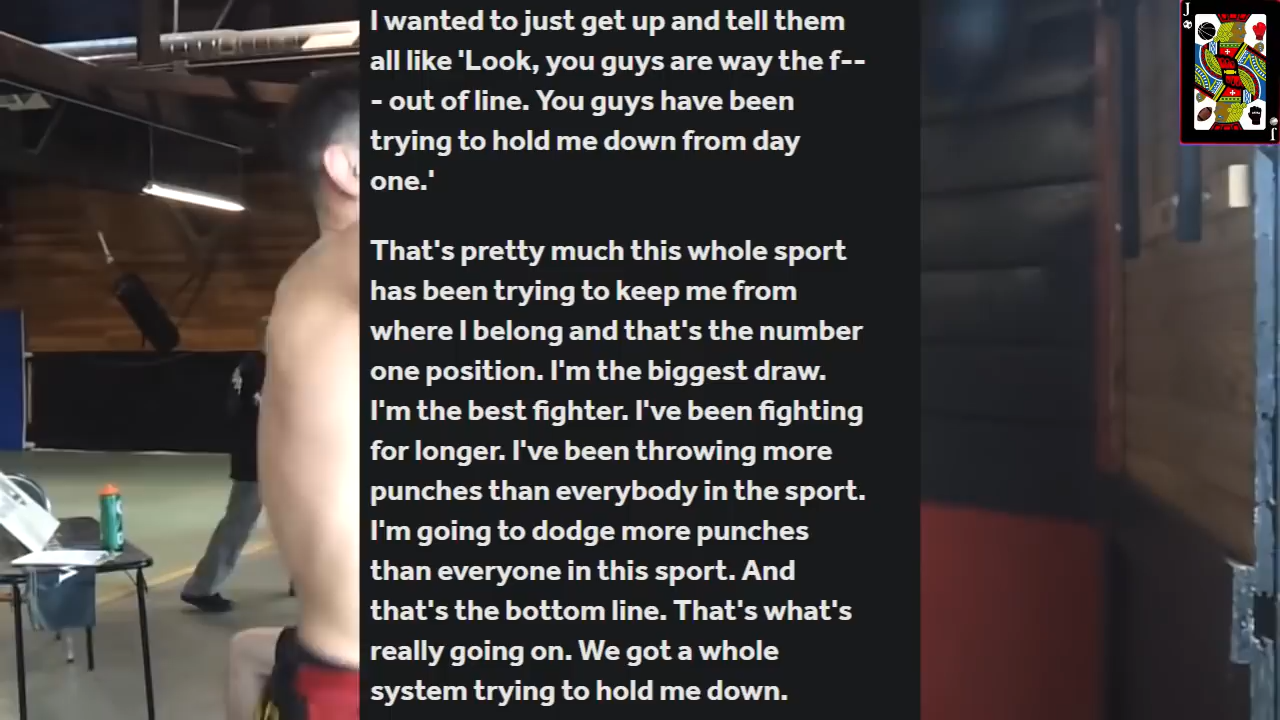 I wanted to just get up and tell them
all like 'Look, you guys are way the f--
- out of line. You guys have been
trying to hold me down from day
one.'
That's pretty much this whole sport
has been trying to keep me from
where I belong and that's the number
one position. I'm the biggest draw.
I'm the best fighter. I've been fighting
for longer. I've been throwing more
punches than everybody in the sport.
I'm going to dodge more punches
than everyone in this sport. And
that's the bottom line. That's what's
really going on. We got a whole
system trying to hold me down.
J
J